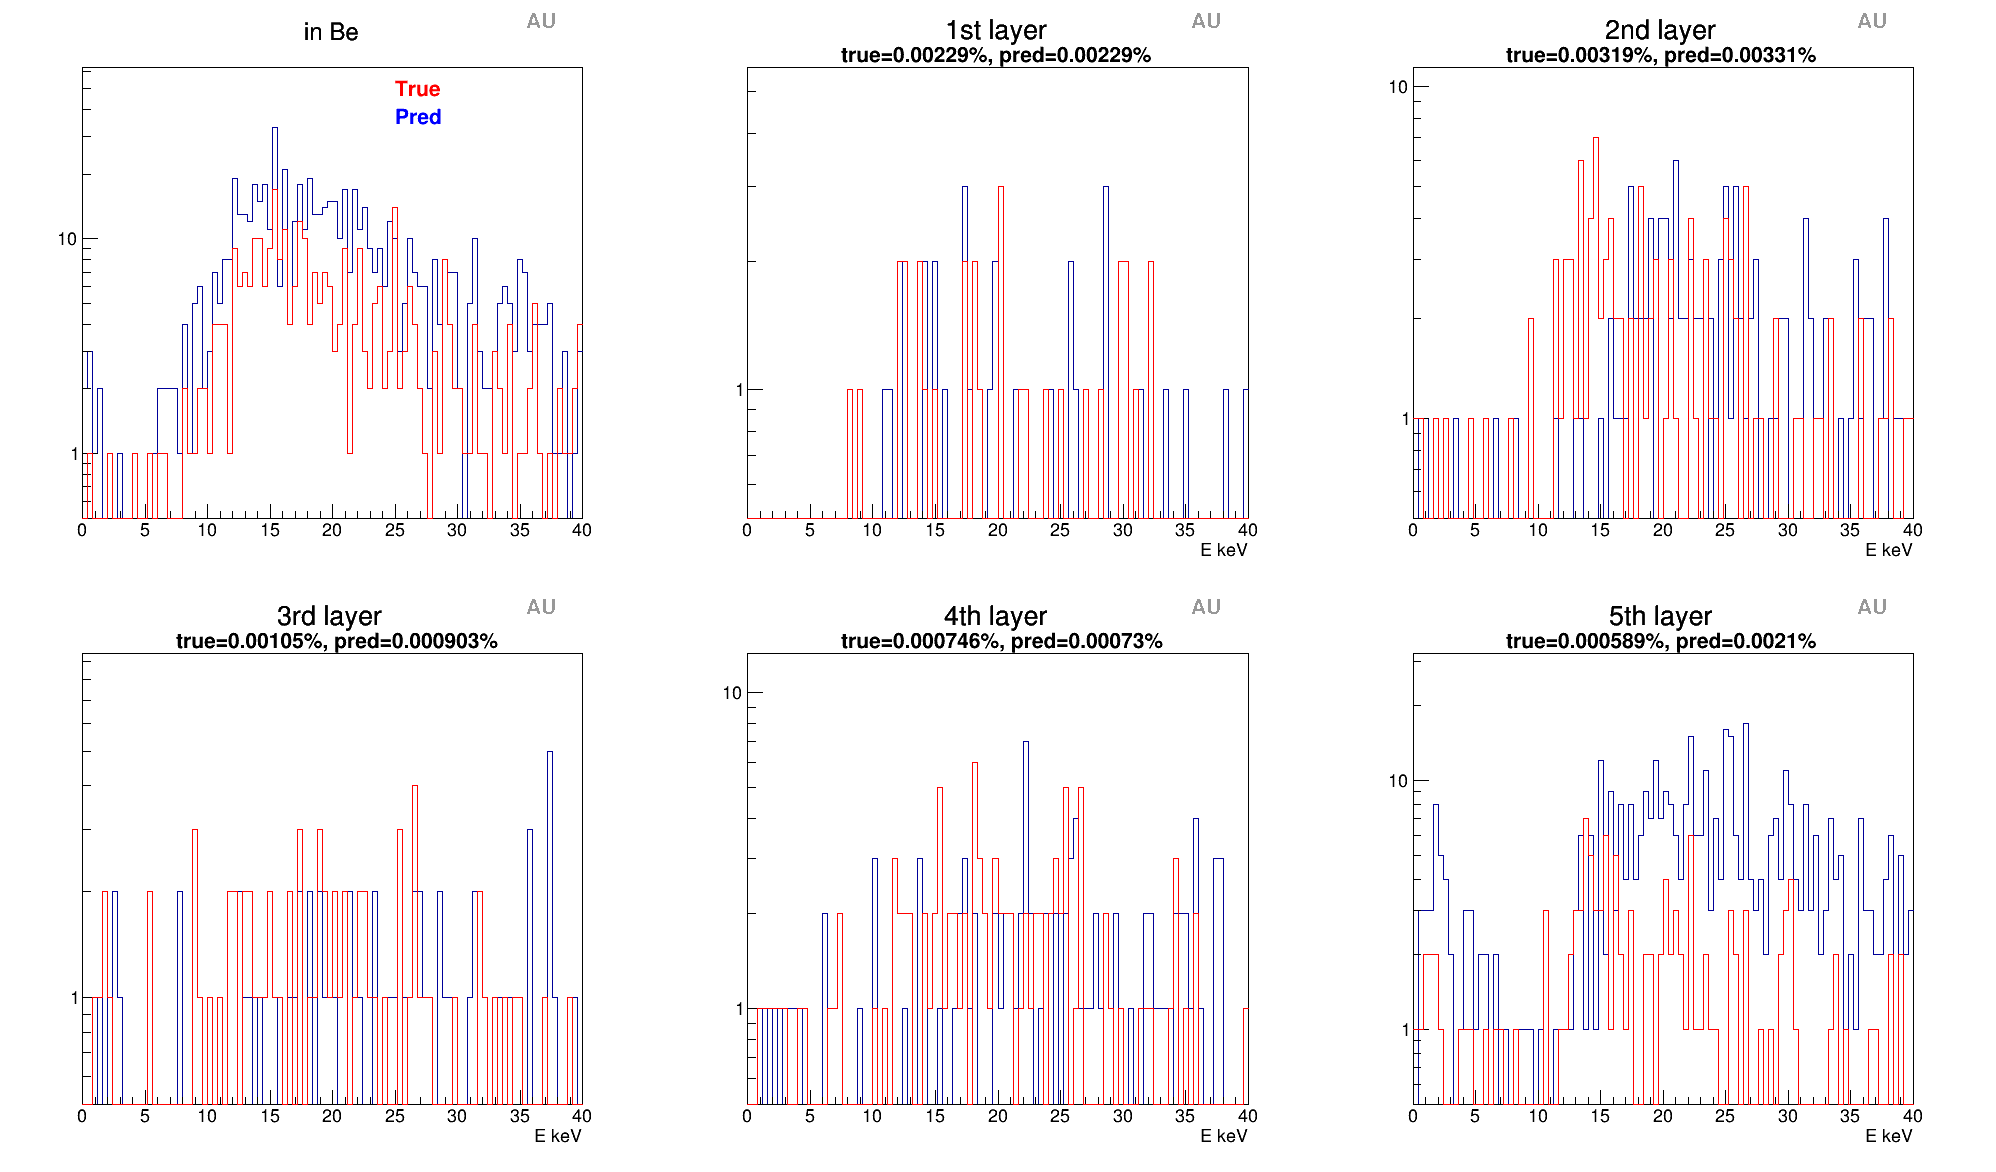 in Be
AU
True
Pred
10
1
0 5 10 15 20 25 30 35 40
1st layer
AU
true=0.00229%, pred=0.00229%
1
0 5 10 15 20 25 30 35 40
E keV
2nd layer
AU
true=0.00319%, pred=0.00331%
10
1
0 5 10 15 20 25 30 35 40
E keV
3rd layer
AU
true=0.00105%, pred=0.000903%
1
0 5 10 15 20 25 30 35 40
E keV
4th layer
AU
true=0.000746%, pred=0.00073%
10
1
0 5 10 15 20 25 30 35 40
E keV
5th layer
AU
true=0.000589%, pred=0.0021%
10
1
0 5 10 15 20 25 30 35 40
E keV